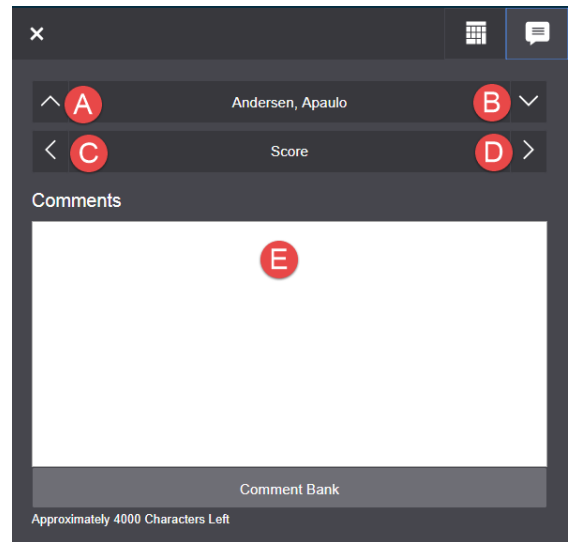 A Andersen, Apaulo B
C Score D
Comments
E
Comment Bank
Approximately 4000 Characters Left